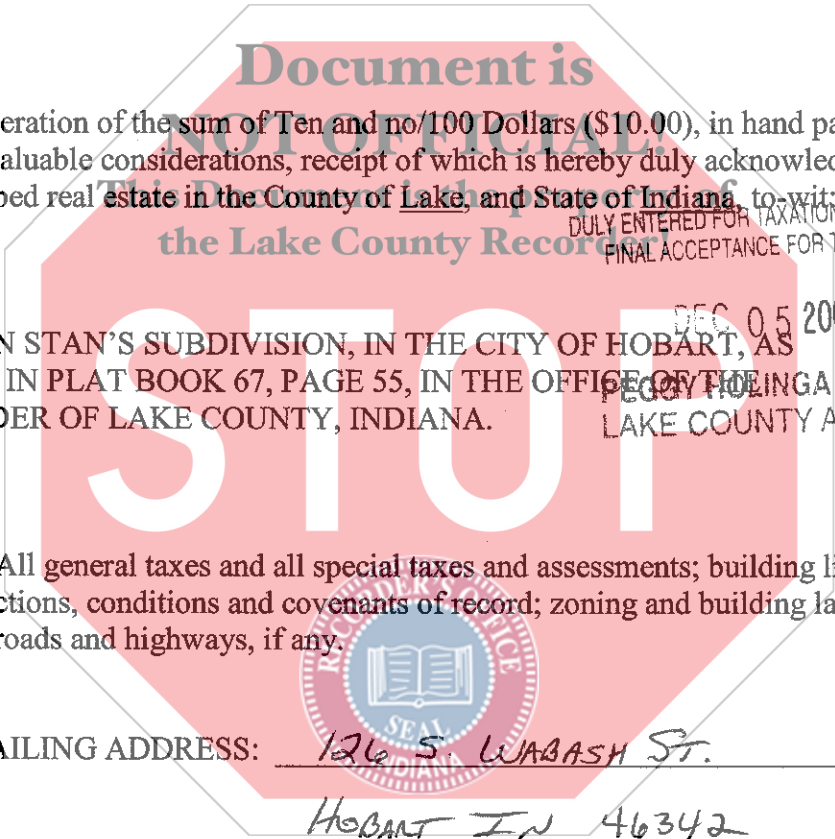 Document is
NOT OFFICIAL!
This Document is the property of
the Lake County Recorder!
eration of the sum of Ten and no/100 Dollars ($10.00), in hand pa
aluable considerations, receipt of which is hereby duly acknowled
bed real estate in the County of Lake, and State of Indiana, to-wit:
DULY ENTERED FOR TAXATION
FINAL ACCEPTANCE FOR T
DEC 05 200
N STAN'S SUBDIVISION, IN THE CITY OF HOBART, AS
IN PLAT BOOK 67, PAGE 55, IN THE OFFICE OF THE
PEGGY HOLINGA
DER OF LAKE COUNTY, INDIANA.
LAKE COUNTY A
STOP
All general taxes and all special taxes and assessments; building li
ctions, conditions and covenants of record; zoning and building la
roads and highways, if any.
RECORDER'S OFFICE
SEAL
INDIANA
AILING ADDRESS: 126 S. WABASH ST.
HOBART IN 46342